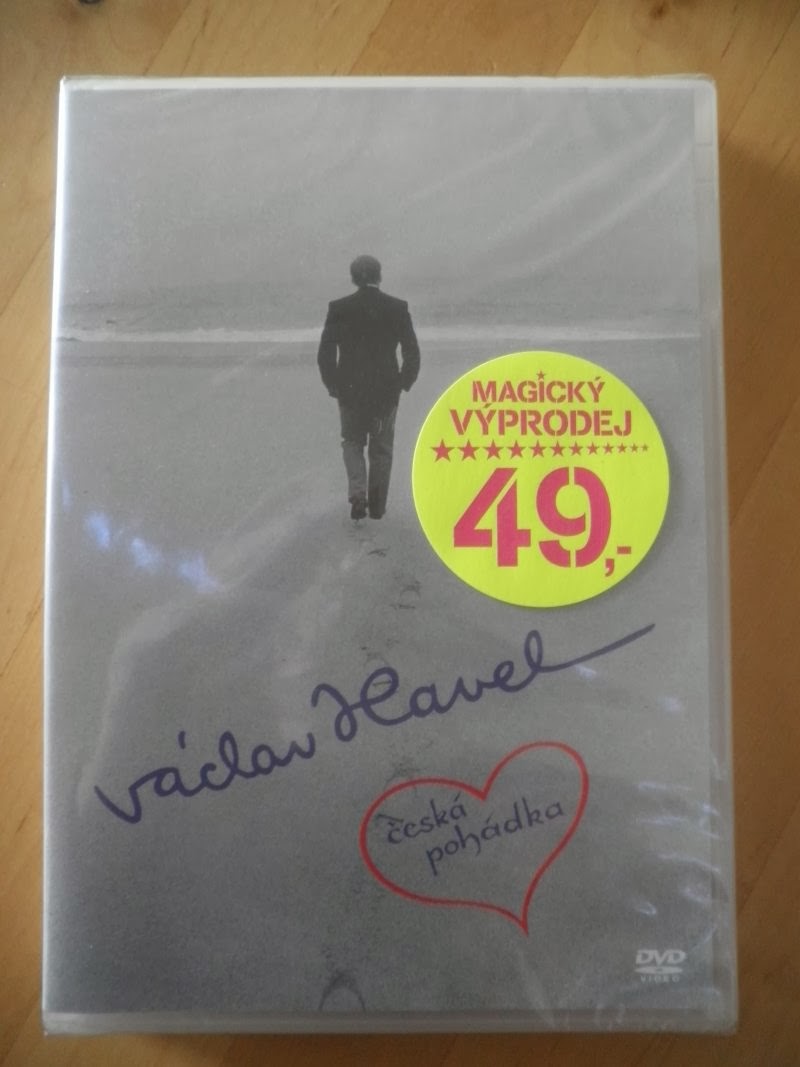 MAGICKÝ
VÝPRODEJ
49,-
Václav Havel
česká
pohádka
DVD
VIDEO